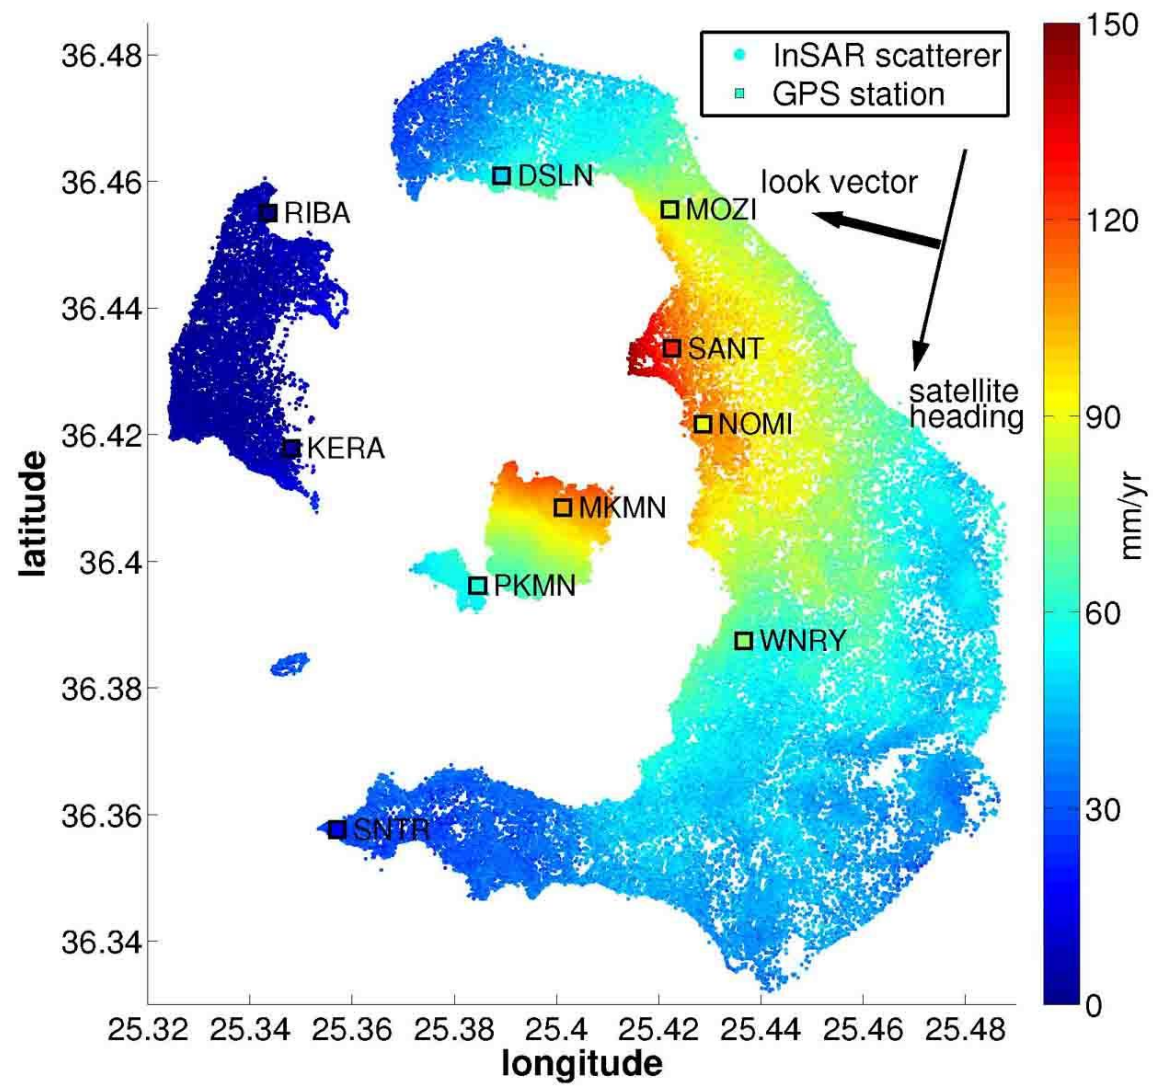 InSAR scatterer
GPS station
look vector
satellite
heading
DSLN
MOZI
RIBA
SANT
NOMI
KERA
MKMN
PKMN
WNRY
SNTR
36.48
36.46
36.44
36.42
36.4
36.38
36.36
36.34
latitude
25.32
25.34
25.36
25.38
25.4
25.42
25.44
25.46
25.48
longitude
150
120
90
60
30
0
mm/yr